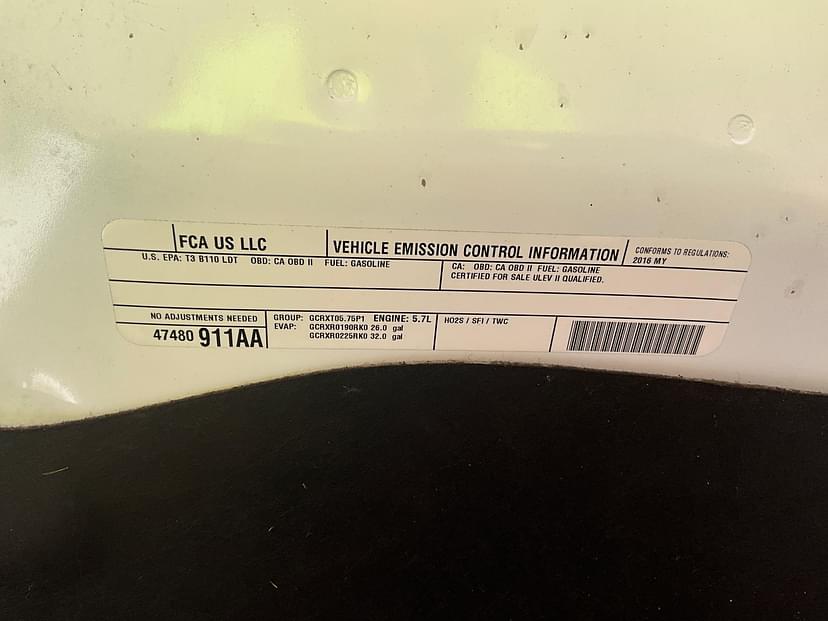 FCA US LLC
VEHICLE EMISSION CONTROL INFORMATION
CONFORMS TO REGULATIONS:
2016 MY
U.S. EPA: T3 B110 LDT OBD: CA OBD II FUEL: GASOLINE
CA: OBD: CA OBD II FUEL: GASOLINE
CERTIFIED FOR SALE ULEV II QUALIFIED.
NO ADJUSTMENTS NEEDED
47480 911AA
GROUP: GCRXT05.75P1 ENGINE: 5.7L
EVAP: GCRXR0190RK0 26.0 gal
GCRXR0225RK0 32.0 gal
HO2S / SFI / TWC